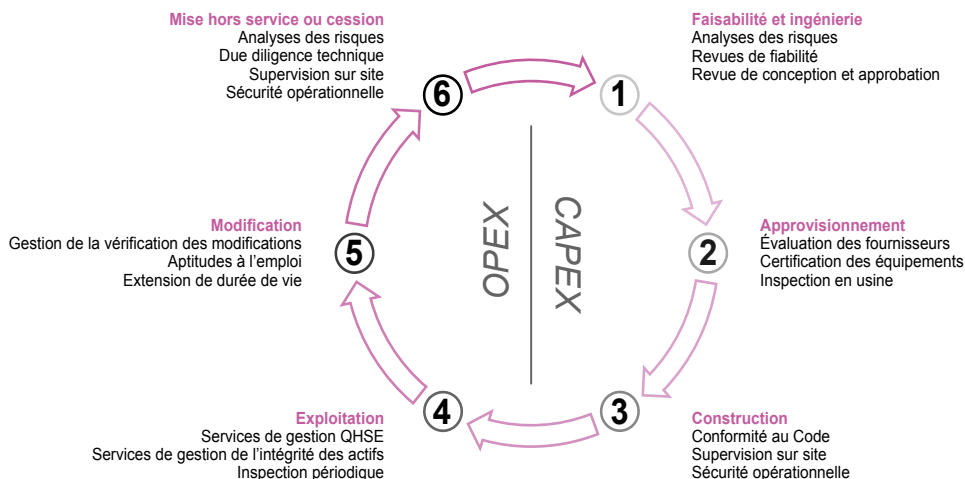 Mise hors service ou cession
Analyses des risques
Due diligence technique
Supervision sur site
Sécurité opérationnelle
6
Faisabilité et ingénierie
Analyses des risques
Revues de fiabilité
Revue de conception et approbation
1
Modification
Gestion de la vérification des modifications
Aptitudes à l'emploi
Extension de durée de vie
5
OPEX
CAPEX
2
Approvisionnement
Évaluation des fournisseurs
Certification des équipements
Inspection en usine
Exploitation
Services de gestion QHSE
Services de gestion de l'intégrité des actifs
Inspection périodique
4
3
Construction
Conformité au Code
Supervision sur site
Sécurité opérationnelle